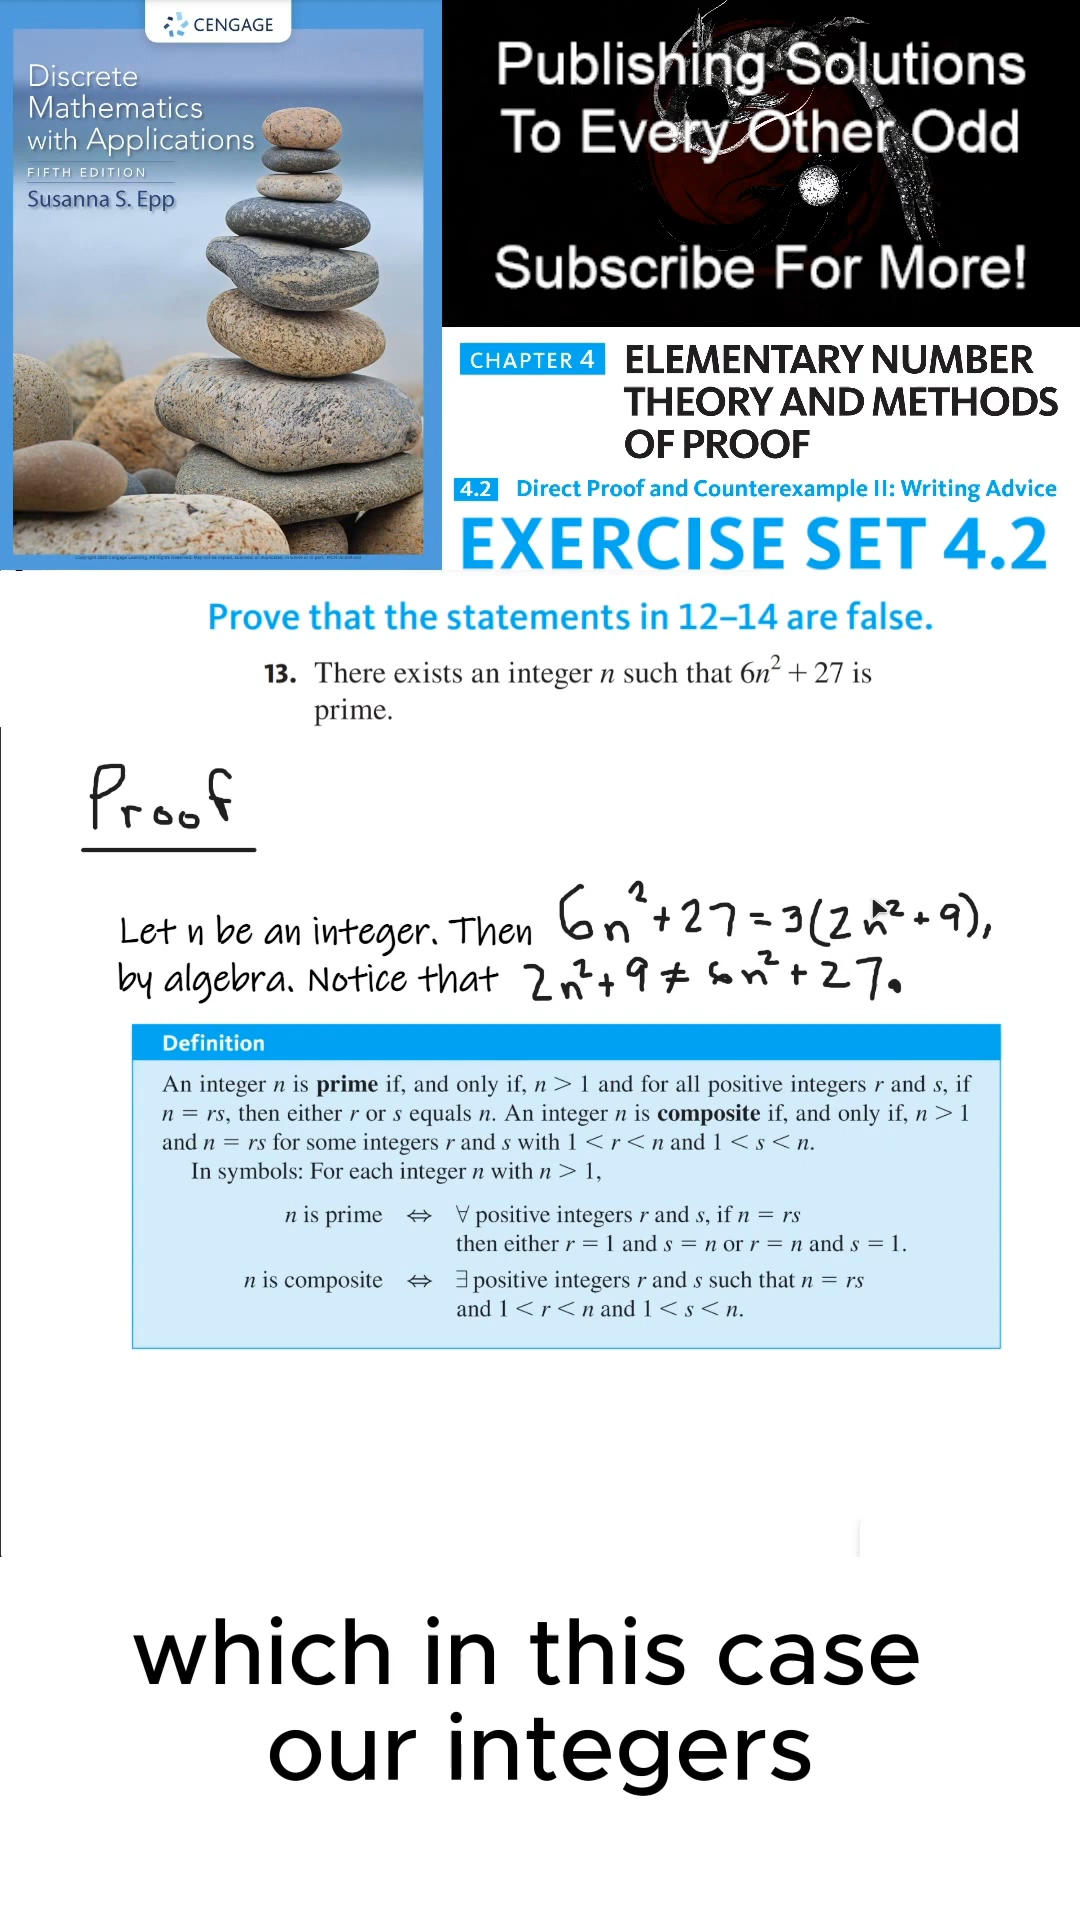 CENGAGE
Discrete
Mathematics
with Applications
FIFTH EDITION
Susanna S. Epp
Publishing Solutions
To Every Other Odd
Subscribe For More!
CHAPTER 4 ELEMENTARY NUMBER
THEORY AND METHODS
OF PROOF
4.2 Direct Proof and Counterexample II: Writing Advice
EXERCISE SET 4.2
Prove that the statements in 12–14 are false.
13. There exists an integer n such that 6n² + 27 is
prime.
Proof
Let n be an integer. Then 6n² + 27 = 3(2n² + 9),
by algebra. Notice that 2n² + 9 ≠ 6n² + 27.
Definition
An integer n is prime if, and only if, n > 1 and for all positive integers r and s, if
n = rs, then either r or s equals n. An integer n is composite if, and only if, n > 1
and n = rs for some integers r and s with 1 < r < n and 1 < s < n.
In symbols: For each integer n with n > 1,
n is prime ⇔ ∀ positive integers r and s, if n = rs
then either r = 1 and s = n or r = n and s = 1.
n is composite ⇔ ∃ positive integers r and s such that n = rs
and 1 < r < n and 1 < s < n.
which in this case
our integers